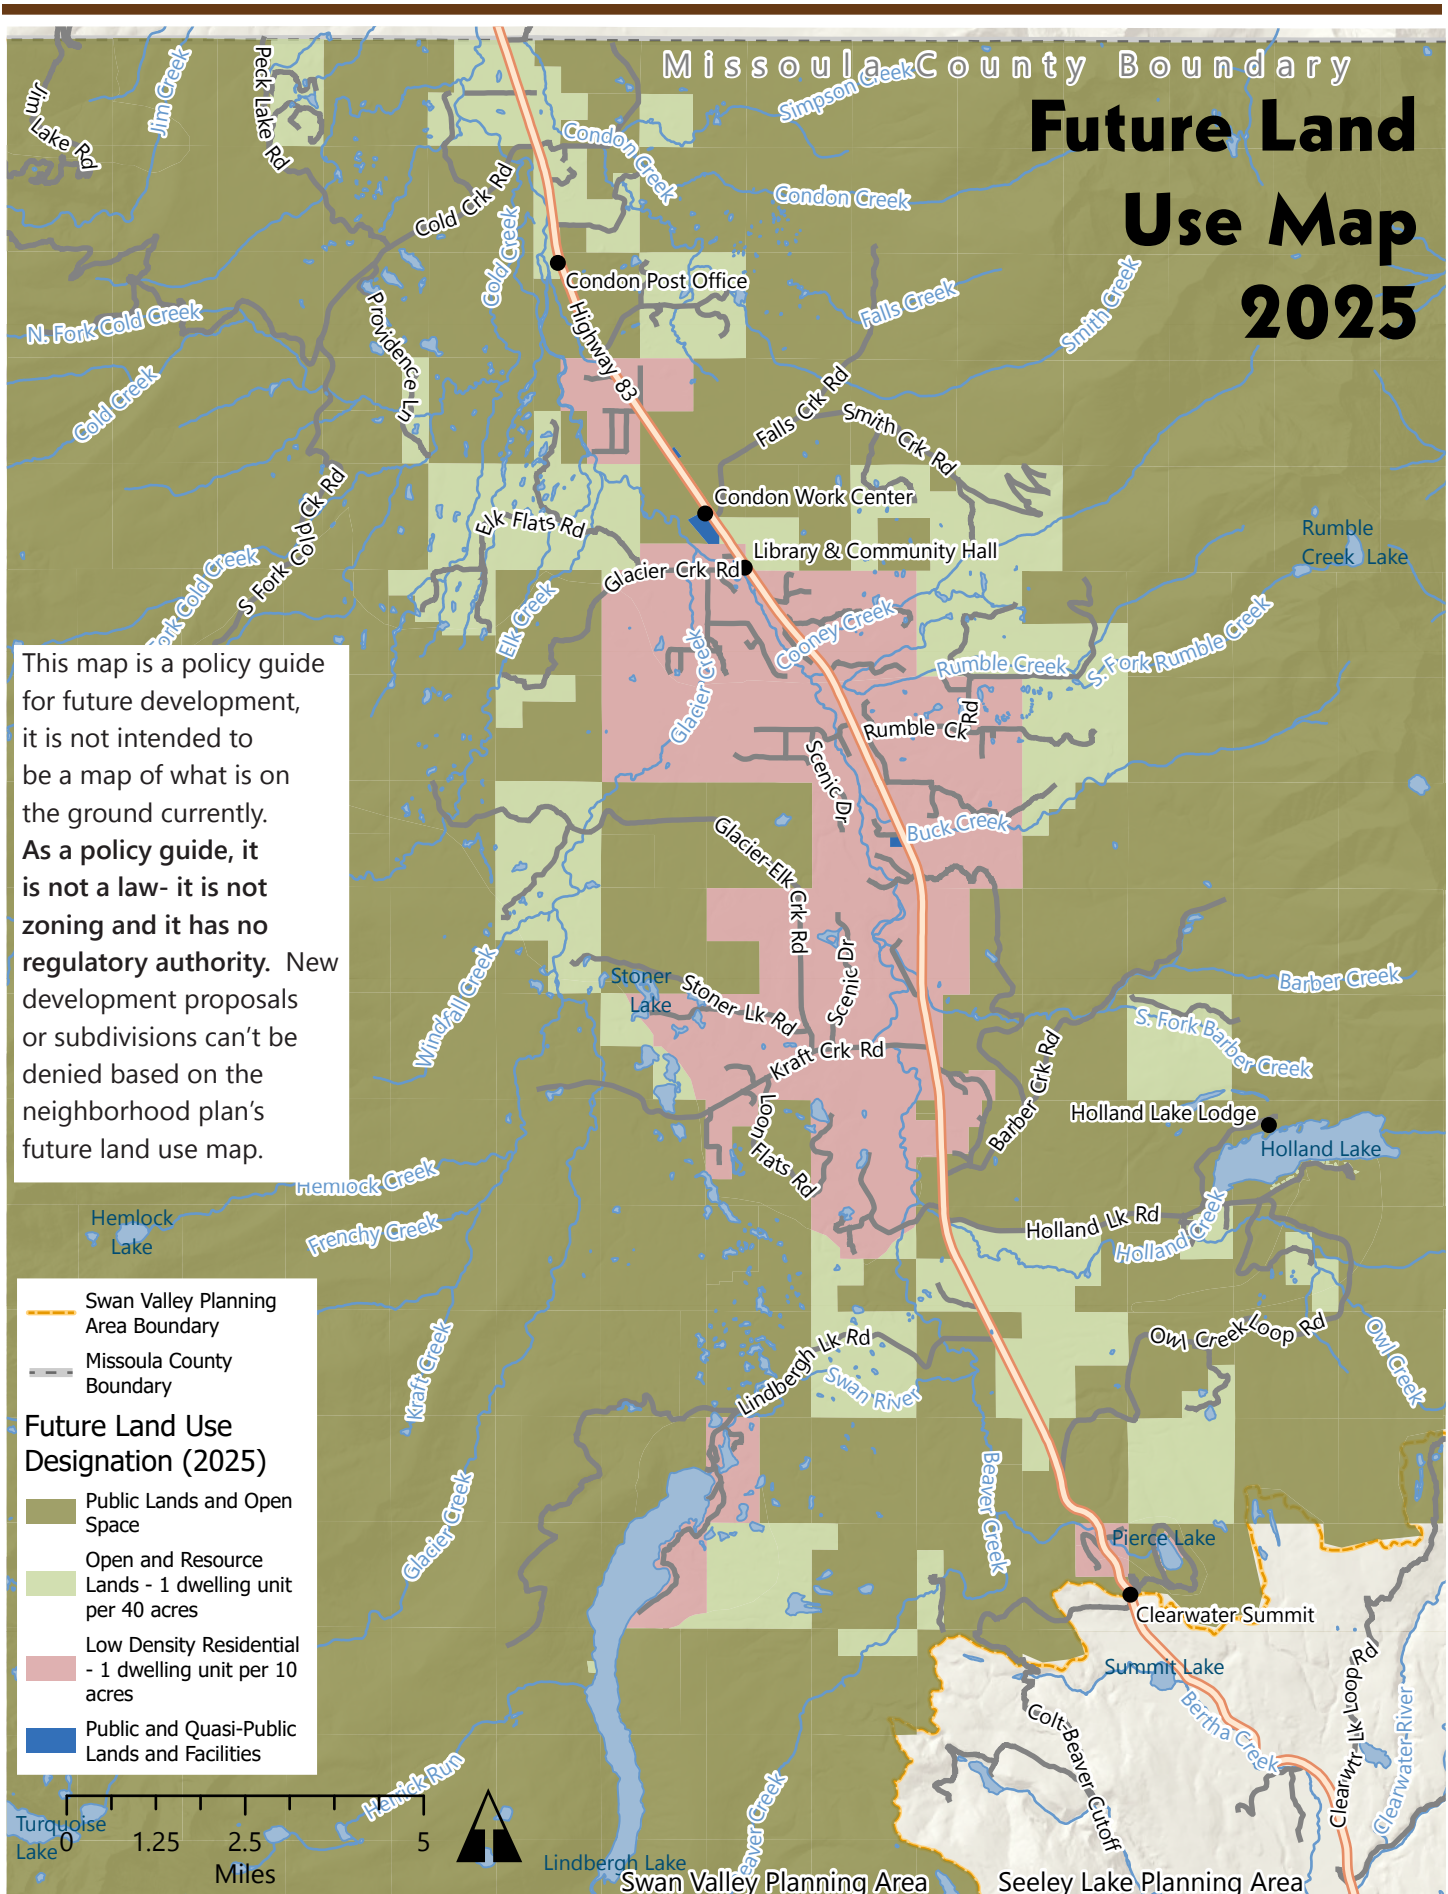 Missoula County Boundary
Future Land
Use Map
2025
Jim
Lake Rd
Jim Creek
Peck Lake Rd
Simpson Creek
Condon Creek
Condon Creek
Cold Crk Rd
Cold Creek
Condon Post Office
Highway 83
Falls Creek
Smith Creek
N. Fork Cold Creek
Providence Ln
Cold Creek
Falls Crk Rd
Smith Crk Rd
S Fork Cold Ck Rd
Elk Flats Rd
Condon Work Center
Library & Community Hall
Glacier Crk Rd
Rumble
Creek Lake
Fork Cold Creek
Elk Creek
Cooney Creek
Glacier Creek
Glacier Creek
Rumble Creek
S. Fork Rumble Creek
Rumble Ck Rd
Scenic Dr
Buck Creek
Glacier-Elk Crk Rd
This map is a policy guide
for future development,
it is not intended to
be a map of what is on
the ground currently.
As a policy guide, it
is not a law- it is not
zoning and it has no
regulatory authority. New
development proposals
or subdivisions can't be
denied based on the
neighborhood plan's
future land use map.
Windfall Creek
Stoner
Lake
Stoner Lk Rd
Scenic Dr
Kraft Crk Rd
Loon
Flats Rd
Barber Creek
S. Fork Barber Creek
Barber Crk Rd
Holland Lake Lodge
Holland Lake
Holland Lk Rd
Holland Creek
Hemlock Creek
Hemlock
Lake
Frenchy Creek
Kraft Creek
Glacier Creek
Lindbergh Lk Rd
Swan River
Owl Creek Loop Rd
Owl Creek
Beaver Creek
Pierce Lake
Clearwater Summit
Summit Lake
Bertha Creek
Colt-Beaver Cutoff
Clearwtr Lk Loop Rd
Clearwater River
Swan Valley Planning
Area Boundary
Missoula County
Boundary
Future Land Use
Designation (2025)
Public Lands and Open
Space
Open and Resource
Lands - 1 dwelling unit
per 40 acres
Low Density Residential
- 1 dwelling unit per 10
acres
Public and Quasi-Public
Lands and Facilities
Herrick Run
Turquoise
Lake
0 1.25 2.5 5
Miles
Lindbergh Lake
eaver Creek
Swan Valley Planning Area
Seeley Lake Planning Area